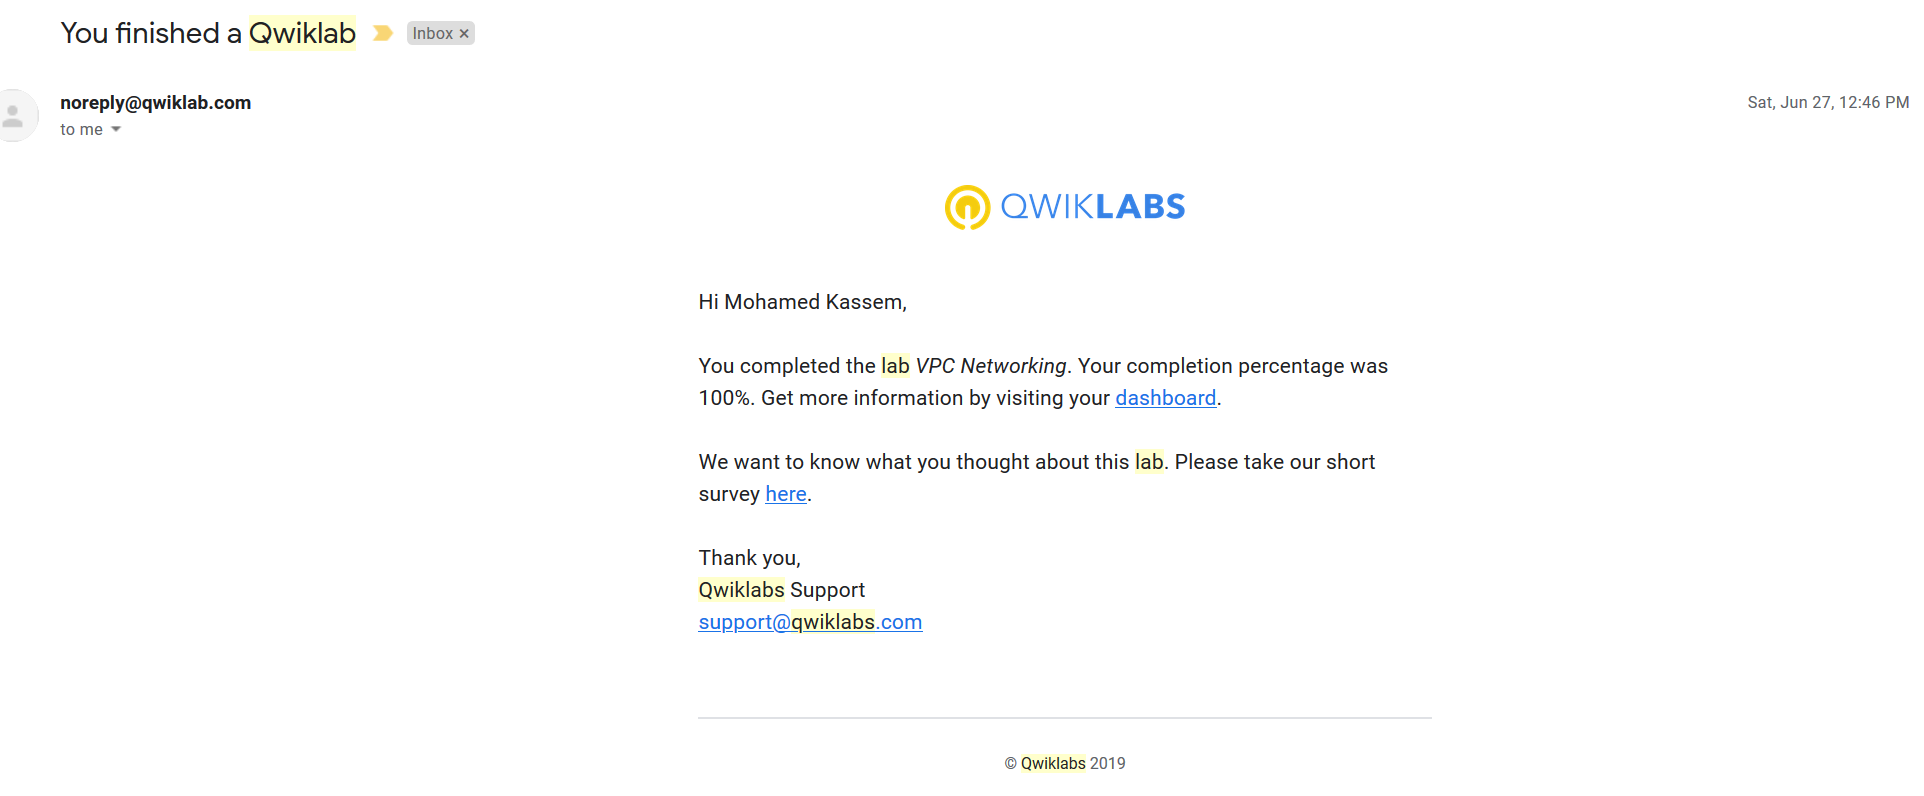 You finished a Qwiklab Inbox ×
noreply@qwiklab.com Sat, Jun 27, 12:46 PM
to me
QWIKLABS
Hi Mohamed Kassem,
You completed the lab VPC Networking. Your completion percentage was
100%. Get more information by visiting your dashboard.
We want to know what you thought about this lab. Please take our short
survey here.
Thank you,
Qwiklabs Support
support@qwiklabs.com
© Qwiklabs 2019